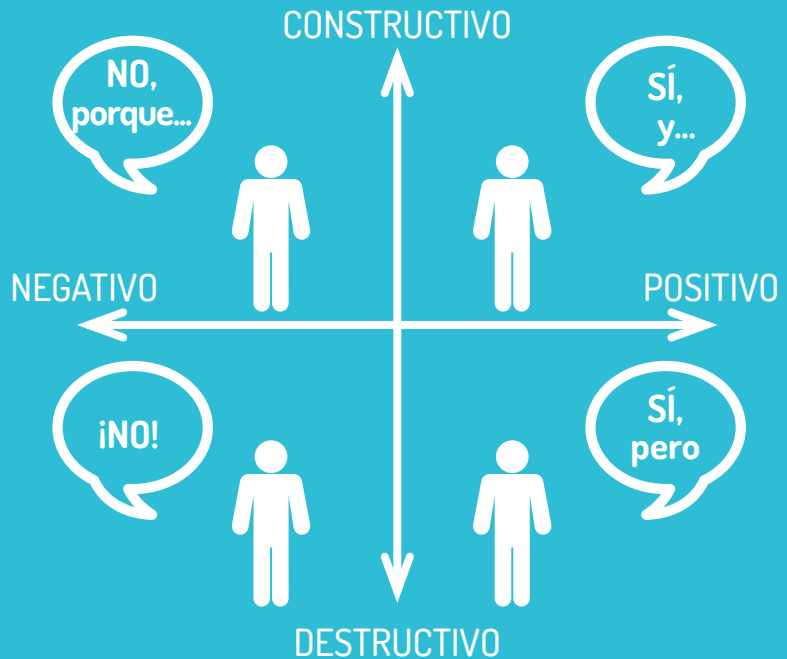 CONSTRUCTIVO
NO,
porque...
SÍ,
y...
NEGATIVO
POSITIVO
¡NO!
SÍ,
pero
DESTRUCTIVO